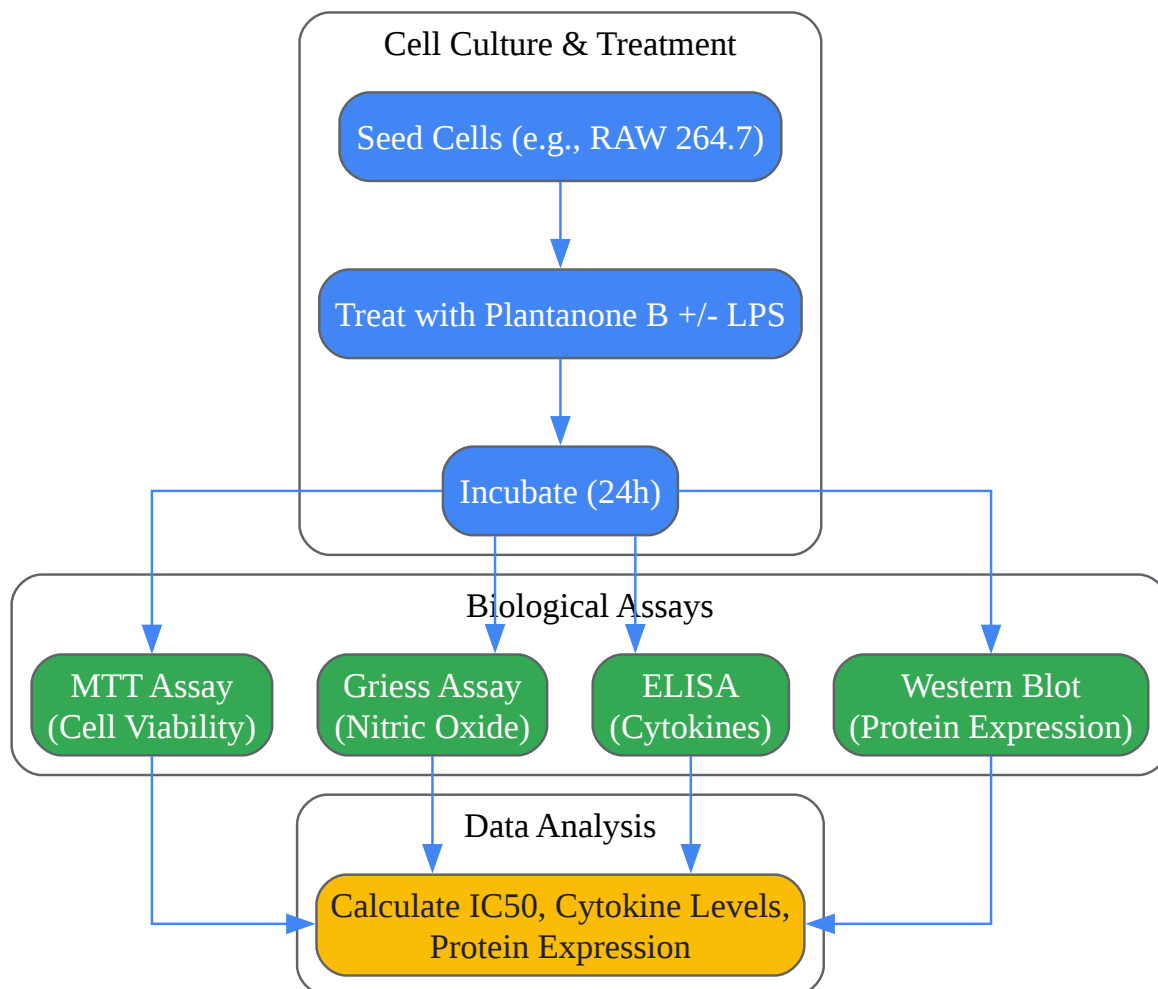 Cell Culture & Treatment
Seed Cells (e.g., RAW 264.7)
Treat with Plantanone B +/- LPS
Incubate (24h)
Biological Assays
MTT Assay
(Cell Viability)
Griess Assay
(Nitric Oxide)
ELISA
(Cytokines)
Western Blot
(Protein Expression)
Data Analysis
Calculate IC50, Cytokine Levels,
Protein Expression